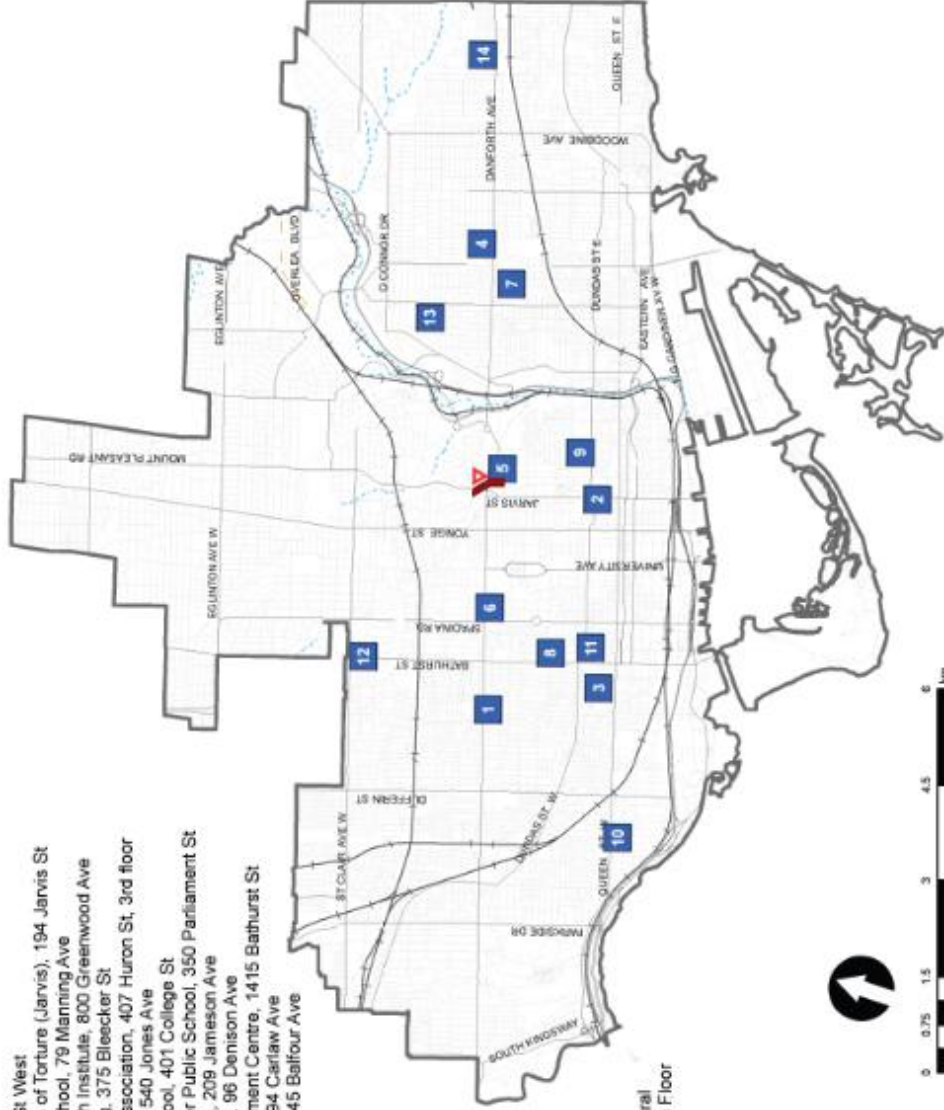 St West
of Torture (Jarvis), 194 Jarvis St
hool, 79 Manning Ave
h Institute, 800 Greenwood Ave
, 375 Bleecker St
ssociation, 407 Huron St, 3rd floor
540 Jones Ave
ool, 401 College St
r Public School, 350 Parliament St
, 209 Jameson Ave
, 96 Denison Ave
ment Centre, 1415 Bathurst St
94 Carlaw Ave
45 Balfour Ave
ral
Floor
MOUNT PLEASANT RD
EGLINTON AVE W
EGLINTON AVE
OVERLEA BLVD
O CONNOR DR
ST CLAIR AVE W
DUFFERIN ST
BATHURST ST
SPADINA RD
YONGE ST
JARVIS ST
UNIVERSITY AVE
DANFORTH AVE
WOODBINE AVE
DUNDAS ST E
DUNDAS ST W
EASTERN AVE
QUEEN ST E
QUEEN ST W
PARKSIDE DR
SOUTH KINGSWAY
12
14
4
7
13
5
9
2
6
8
11
3
1
10
0 0.75 1.5 3 4.5 6
km